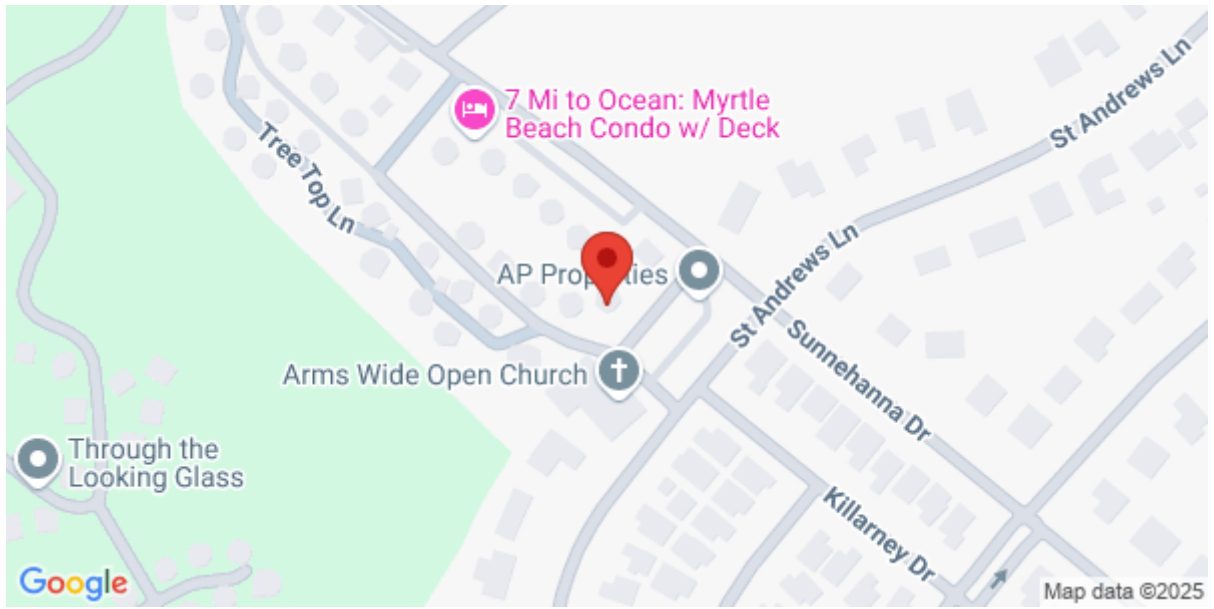 7 Mi to Ocean: Myrtle
Beach Condo w/ Deck
St Andrews Ln
Tree Top Ln
AP Properties
St Andrews Ln
Sunnehanna Dr
Arms Wide Open Church
Through the
Looking Glass
Killarney Dr
Google
Map data ©2025